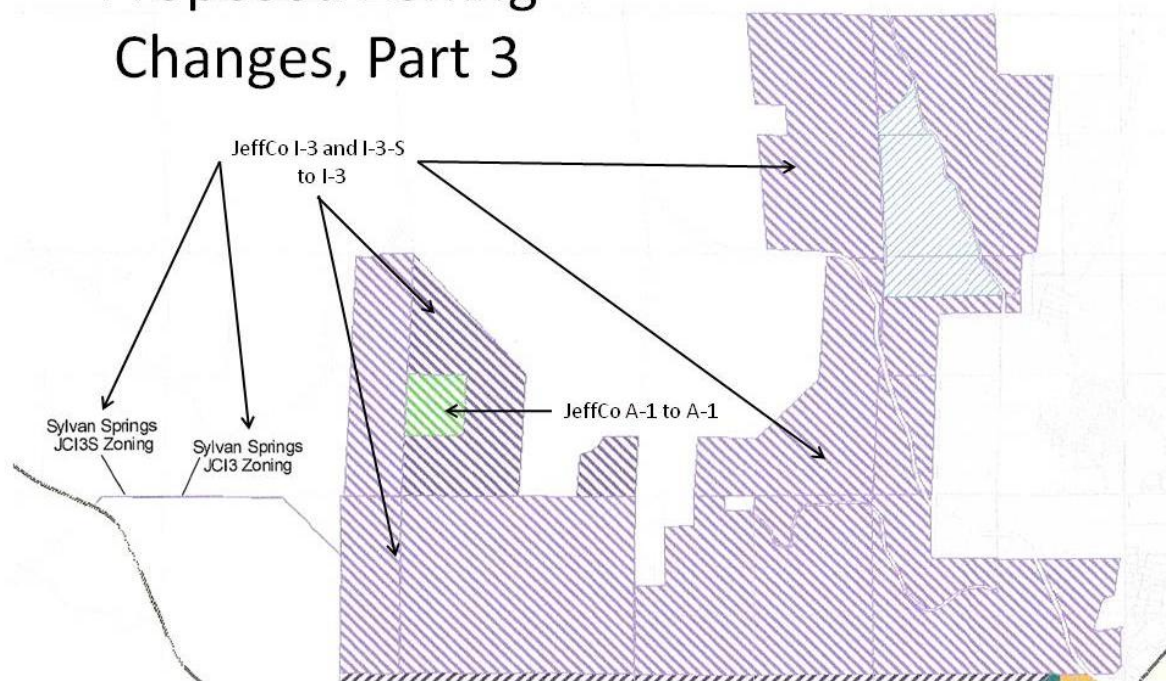 Changes, Part 3
JeffCo I-3 and I-3-S
to I-3
JeffCo A-1 to A-1
Sylvan Springs
JCI3S Zoning
Sylvan Springs
JCI3 Zoning